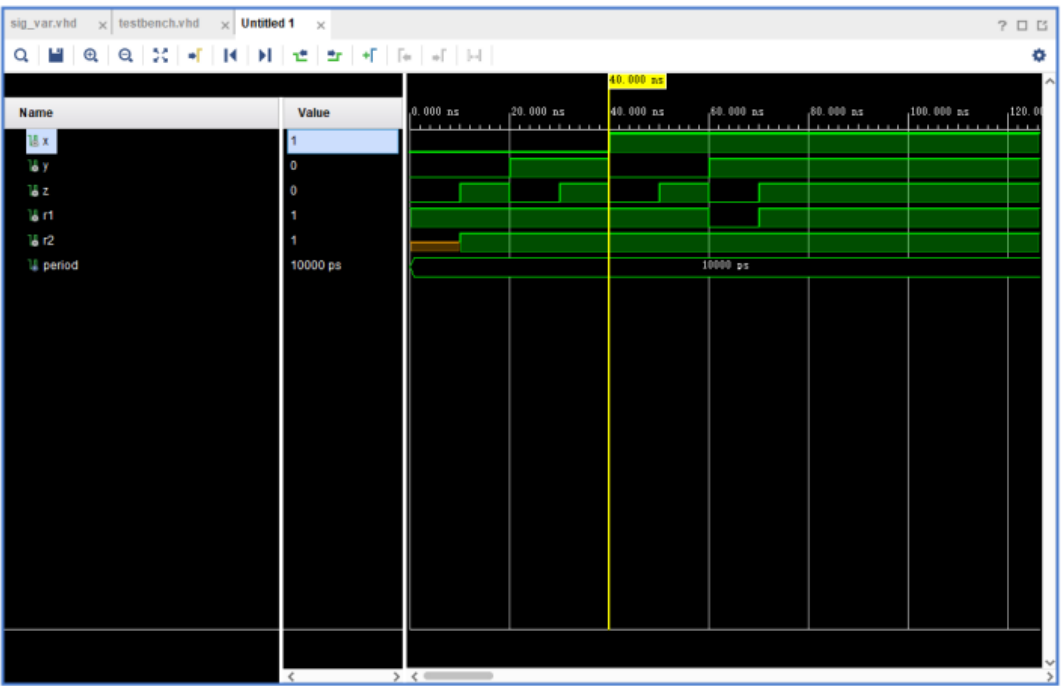 sig_var.vhd × testbench.vhd × Untitled 1 ×
40.000 ns
Name Value 0.000 ns 20.000 ns 40.000 ns 60.000 ns 80.000 ns 100.000 ns 120.0
x 1
y 0
z 0
r1 1
r2 1
period 10000 ps 10000 ps